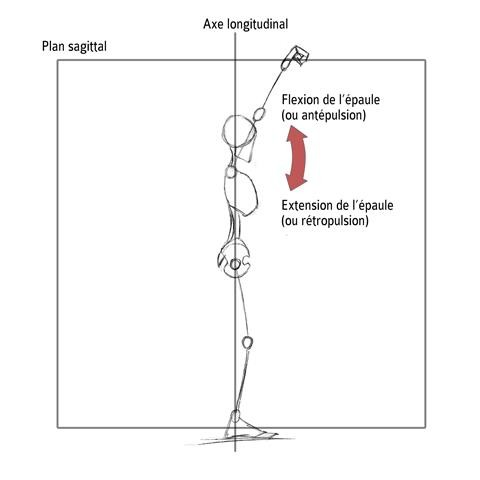 Axe longitudinal
Plan sagittal
Flexion de l'épaule
(ou antépulsion)
Extension de l'épaule
(ou rétropulsion)